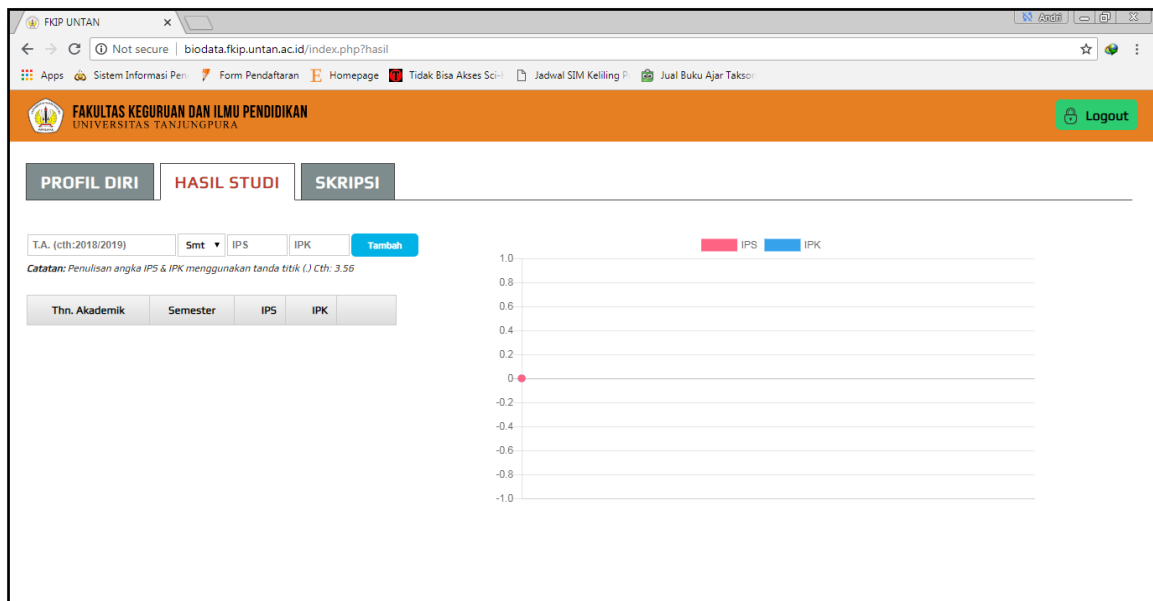 FKIP UNTAN
Andri
Not secure | biodata.fkip.untan.ac.id/index.php?hasil
Apps Sistem Informasi Pen Form Pendaftaran Homepage Tidak Bisa Akses Sci- Jadwal SIM Keliling P Jual Buku Ajar Takson
FAKULTAS KEGURUAN DAN ILMU PENDIDIKAN
UNIVERSITAS TANJUNGPURA
Logout
PROFIL DIRI HASIL STUDI SKRIPSI
T.A. (cth:2018/2019) Smt IPS IPK Tambah
Catatan: Penulisan angka IPS & IPK menggunakan tanda titik (.) Cth: 3.56
Thn. Akademik Semester IPS IPK
IPS IPK
1.0
0.8
0.6
0.4
0.2
0
-0.2
-0.4
-0.6
-0.8
-1.0